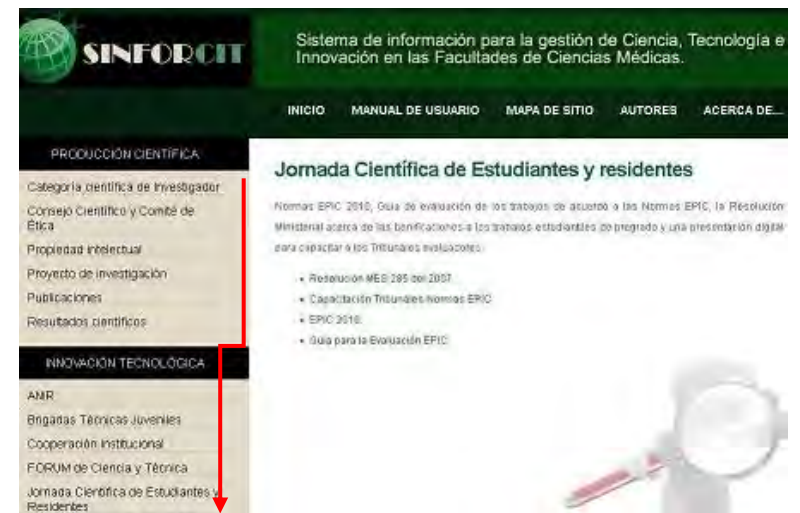 SINFORCIT
Sistema de información para la gestión de Ciencia, Tecnología e
Innovación en las Facultades de Ciencias Médicas.
INICIO MANUAL DE USUARIO MAPA DE SITIO AUTORES ACERCA DE...
PRODUCCIÓN CIENTÍFICA
Categoría científica de Investigador
Consejo Científico y Comité de
Ética
Propiedad intelectual
Proyecto de investigación
Publicaciones
Resultados científicos
INNOVACIÓN TECNOLÓGICA
ANIR
Brigadas Técnicas Juveniles
Cooperación institucional
FORUM de Ciencia y Técnica
Jornada Científica de Estudiantes y
Residentes
Jornada Científica de Estudiantes y residentes
Normas EPIC 2010, Guía de evaluación de los trabajos de acuerdo a las Normas EPIC, la Resolución
Ministerial acerca de las bonificaciones a los trabajos estudiantiles de pregrado y una presentación digital
para capacitar a los Tribunales evaluadores.
Resolución MES 285 del 2007
Capacitación Tribunales Normas EPIC
EPIC 2010.
Guía para la Evaluación EPIC